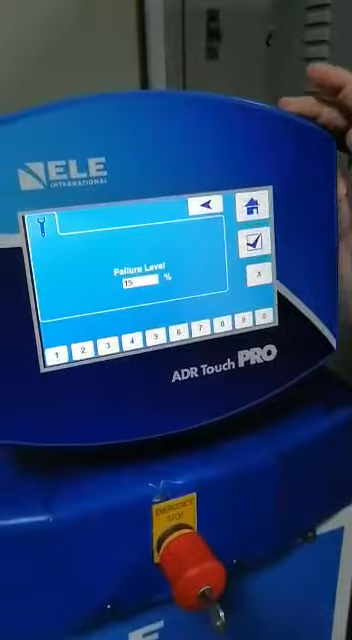 ELE
INTERNATIONAL
Failure Level
15 %
X
1 2 3 4 5 6 7 8 9 0
ADR Touch PRO
EMERGENCY
STOP